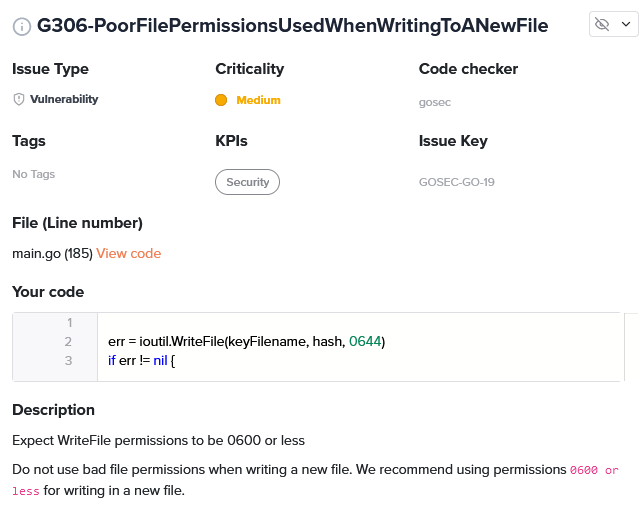 G306-PoorFilePermissionsUsedWhenWritingToANewFile
Issue Type Criticality Code checker
Vulnerability Medium gosec
Tags KPIs Issue Key
No Tags Security GOSEC-GO-19
File (Line number)
main.go (185) View code
Your code
1
2 err = ioutil.WriteFile(keyFilename, hash, 0644)
3 if err != nil {
Description
Expect WriteFile permissions to be 0600 or less
Do not use bad file permissions when writing a new file. We recommend using permissions 0600 or
less for writing in a new file.